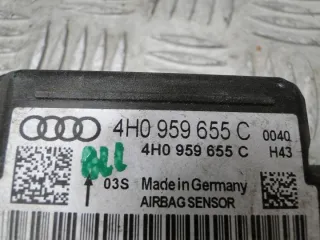 4H0 959 655 C 0040
4H0 959 655 C H43
03S Made in Germany
AIRBAG SENSOR